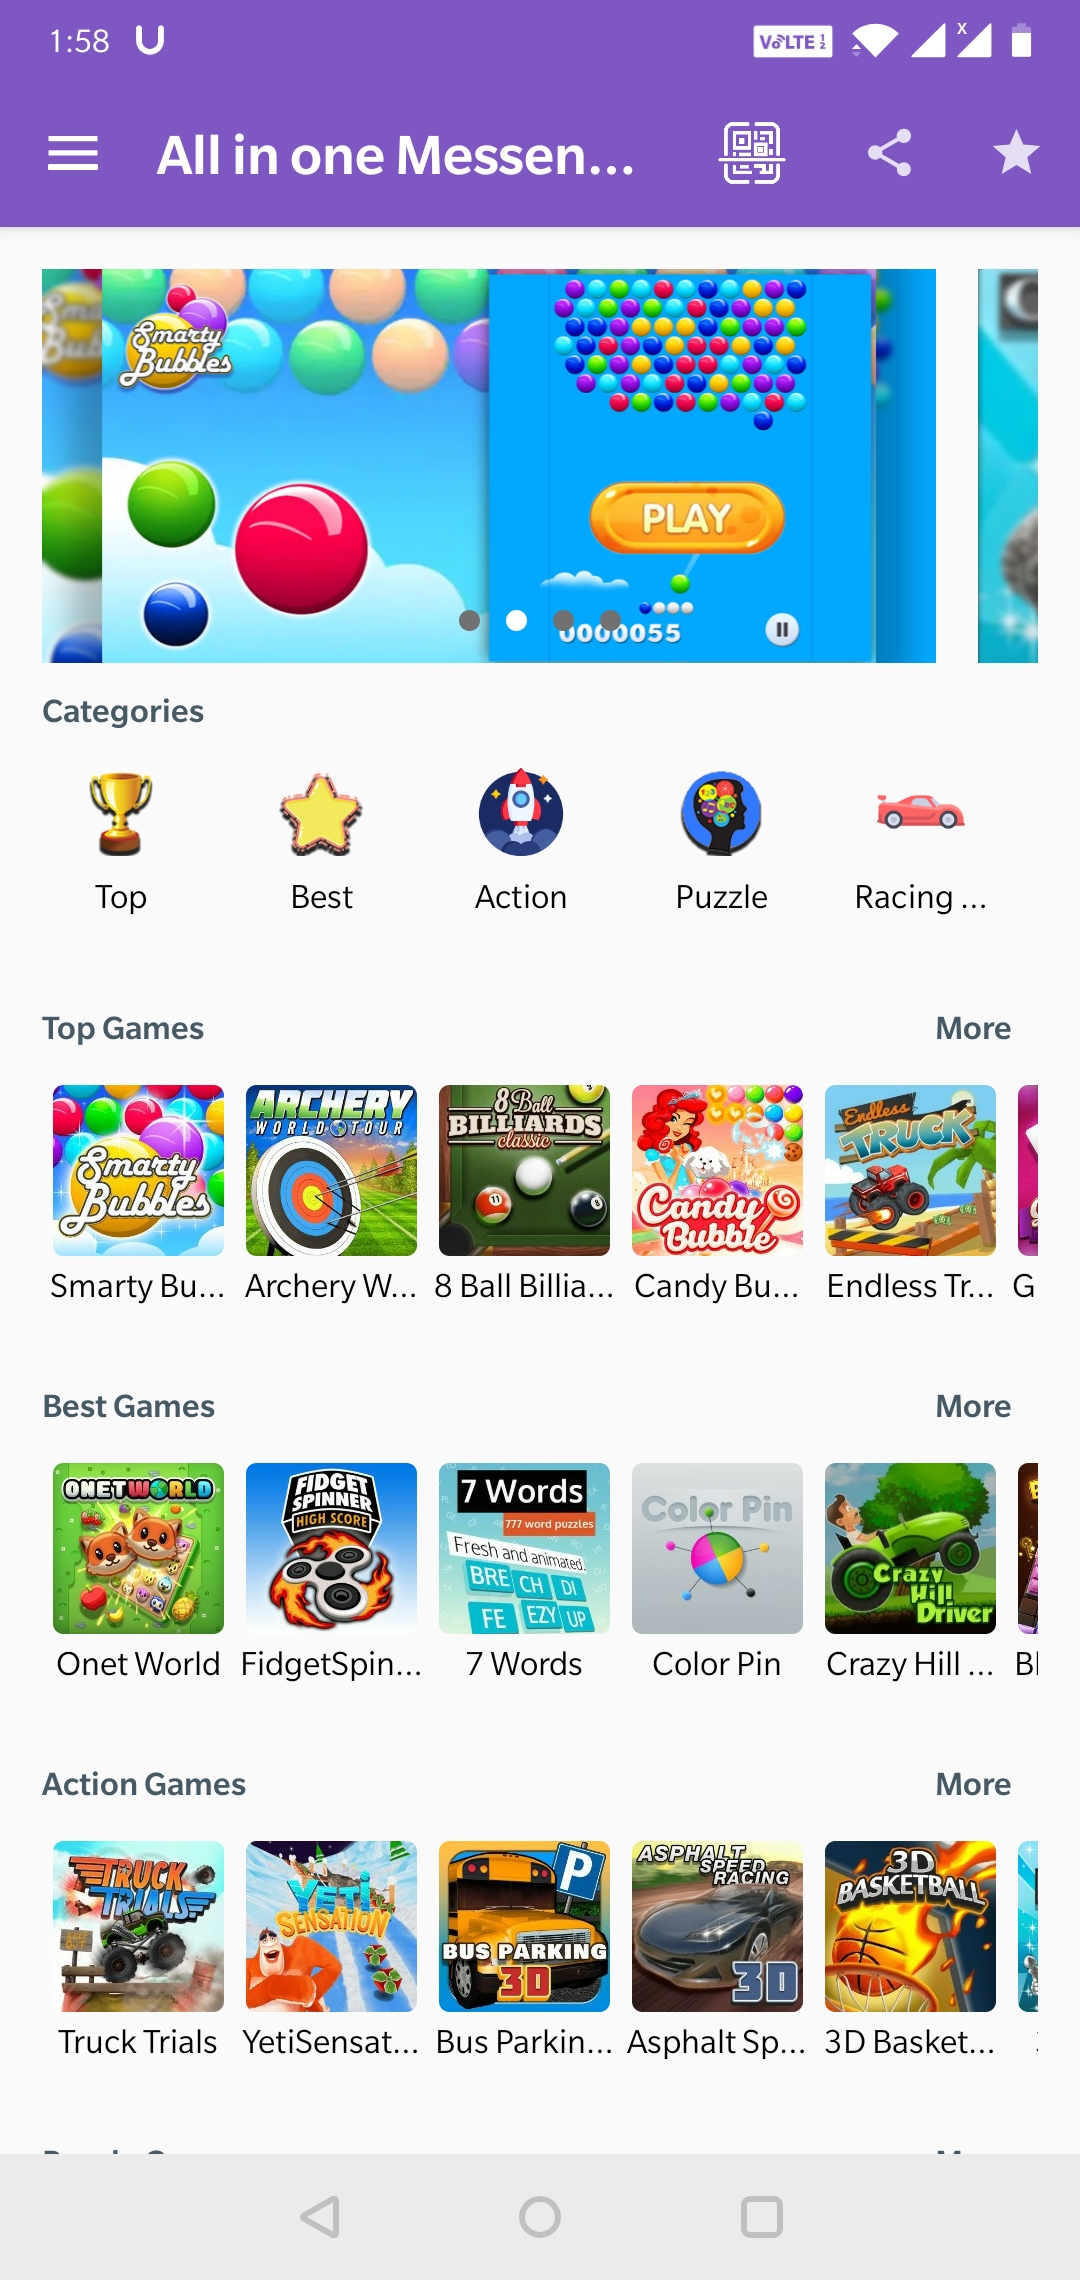 1:58
VoLTE 1 2
x
All in one Messen...
Smarty
Bubbles
PLAY
0000055
Categories
Top
Best
Action
Puzzle
Racing ...
Top Games
More
Smarty
Bubbles
ARCHERY
WORLD TOUR
8 Ball
BILLIARDS
classic
Candy
Bubble
Endless
TRUCK
Smarty Bu...
Archery W...
8 Ball Billia...
Candy Bu...
Endless Tr...
G
Best Games
More
ONET WORLD
FIDGET
SPINNER
HIGH SCORE
7 Words
777 word puzzles
Fresh and animated.
BRE CH DI
FE EZY UP
Color Pin
Crazy
Hill
Driver
Onet World
FidgetSpin...
7 Words
Color Pin
Crazy Hill ...
Bl
Action Games
More
TRUCK
TRIALS
YETI
SENSATION
P
BUS PARKING
3D
ASPHALT
SPEED
RACING
3D
3D
BASKETBALL
Truck Trials
YetiSensat...
Bus Parkin...
Asphalt Sp...
3D Basket...